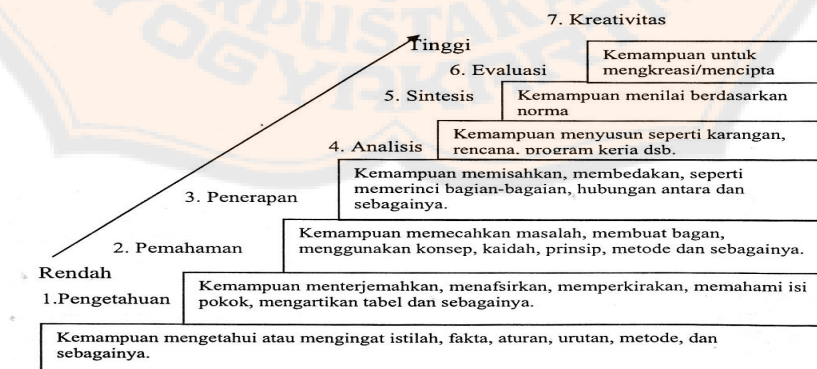 PERPUSTAKAAN
YOGYAKARTA
7. Kreativitas
Tinggi
Kemampuan untuk
mengkreasi/mencipta
6. Evaluasi
5. Sintesis
Kemampuan menilai berdasarkan
norma
4. Analisis
Kemampuan menyusun seperti karangan,
rencana, program kerja dsb.
3. Penerapan
Kemampuan memisahkan, membedakan, seperti
memerinci bagian-bagaian, hubungan antara dan
sebagainya.
2. Pemahaman
Kemampuan memecahkan masalah, membuat bagan,
menggunakan konsep, kaidah, prinsip, metode dan sebagainya.
Rendah
1.Pengetahuan
Kemampuan menterjemahkan, menafsirkan, memperkirakan, memahami isi
pokok, mengartikan tabel dan sebagainya.
Kemampuan mengetahui atau mengingat istilah, fakta, aturan, urutan, metode, dan
sebagainya.